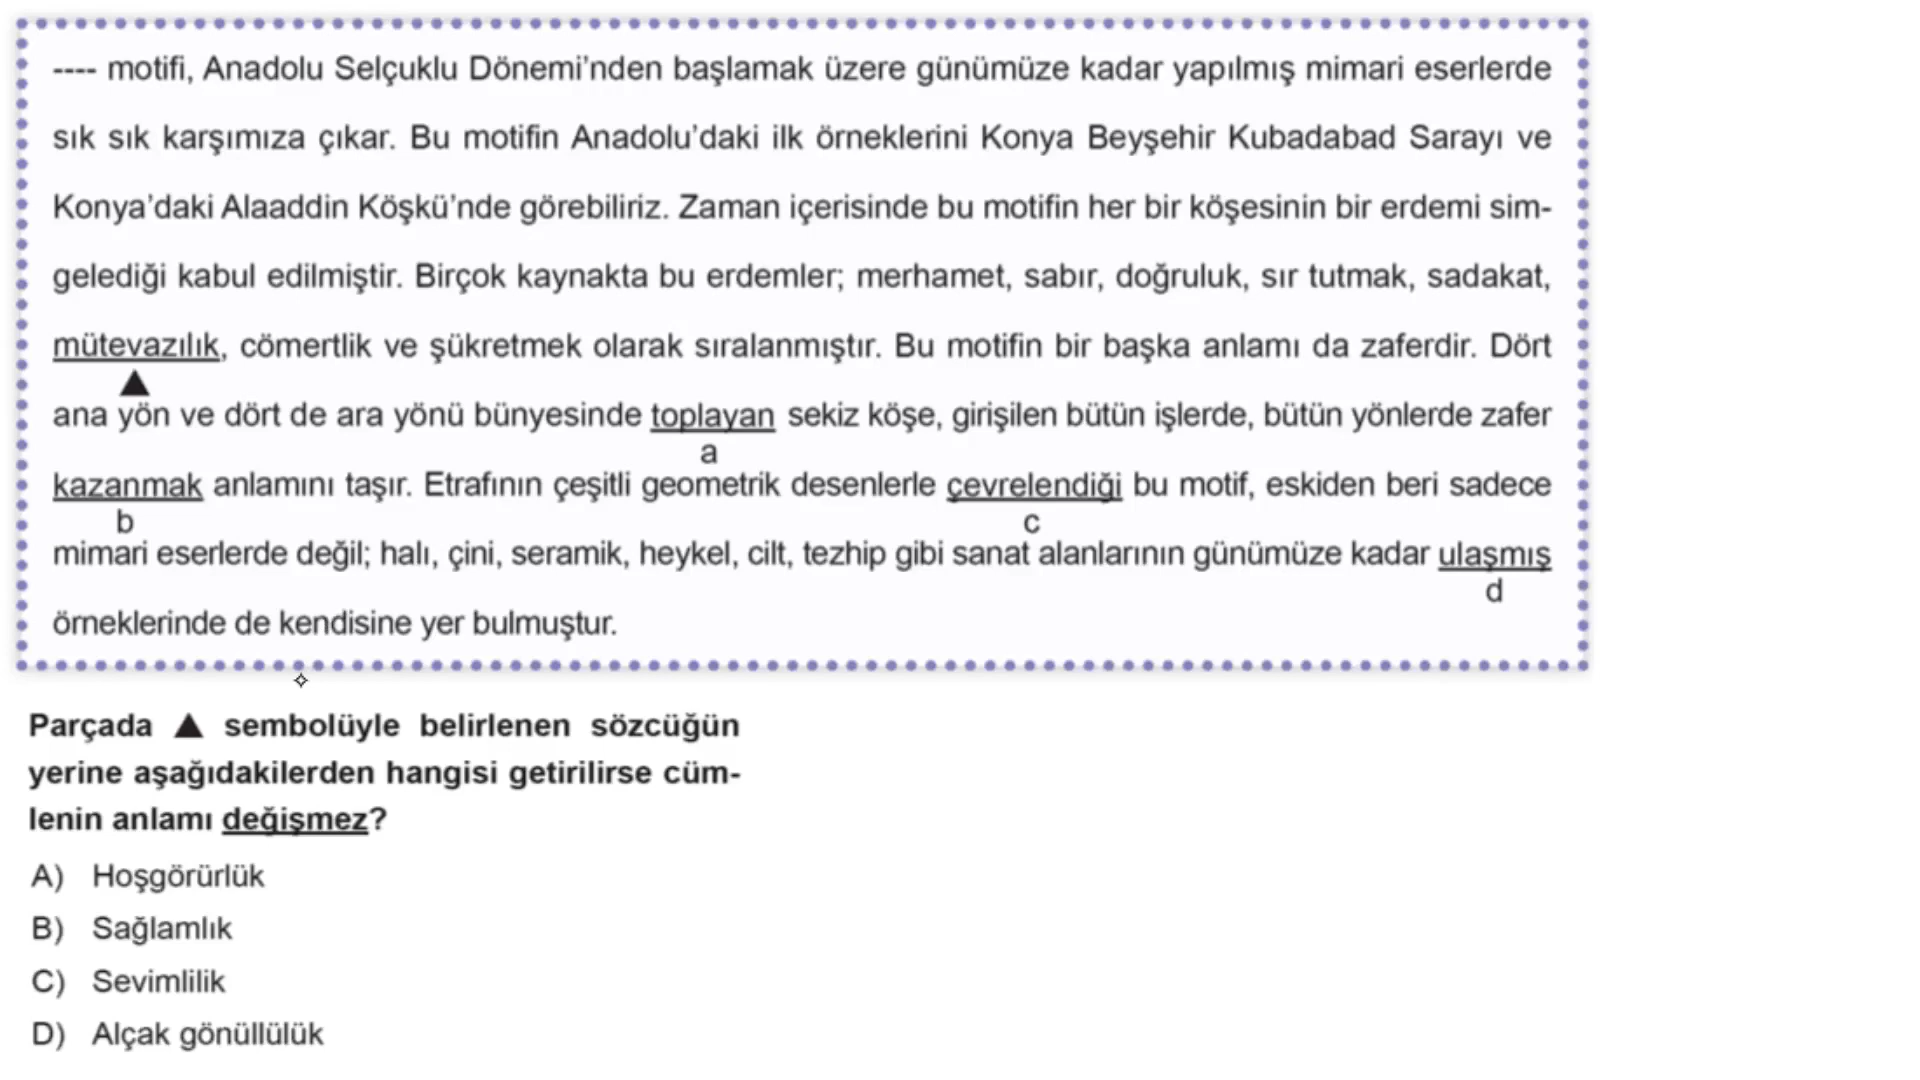 ---- motifi, Anadolu Selçuklu Dönemi'nden başlamak üzere günümüze kadar yapılmış mimari eserlerde
sık sık karşımıza çıkar. Bu motifin Anadolu'daki ilk örneklerini Konya Beyşehir Kubadabad Sarayı ve
Konya'daki Alaaddin Köşkü'nde görebiliriz. Zaman içerisinde bu motifin her bir köşesinin bir erdemi sim-
gelediği kabul edilmiştir. Birçok kaynakta bu erdemler; merhamet, sabır, doğruluk, sır tutmak, sadakat,
mütevazılık, cömertlik ve şükretmek olarak sıralanmıştır. Bu motifin bir başka anlamı da zaferdir. Dört
▲
ana yön ve dört de ara yönü bünyesinde toplayan sekiz köşe, girişilen bütün işlerde, bütün yönlerde zafer
a
kazanmak anlamını taşır. Etrafının çeşitli geometrik desenlerle çevrelendiği bu motif, eskiden beri sadece
b c
mimari eserlerde değil; halı, çini, seramik, heykel, cilt, tezhip gibi sanat alanlarının günümüze kadar ulaşmış
d
örneklerinde de kendisine yer bulmuştur.
Parçada ▲ sembolüyle belirlenen sözcüğün
yerine aşağıdakilerden hangisi getirilirse cüm-
lenin anlamı değişmez?
A) Hoşgörürlük
B) Sağlamlık
C) Sevimlilik
D) Alçak gönüllülük